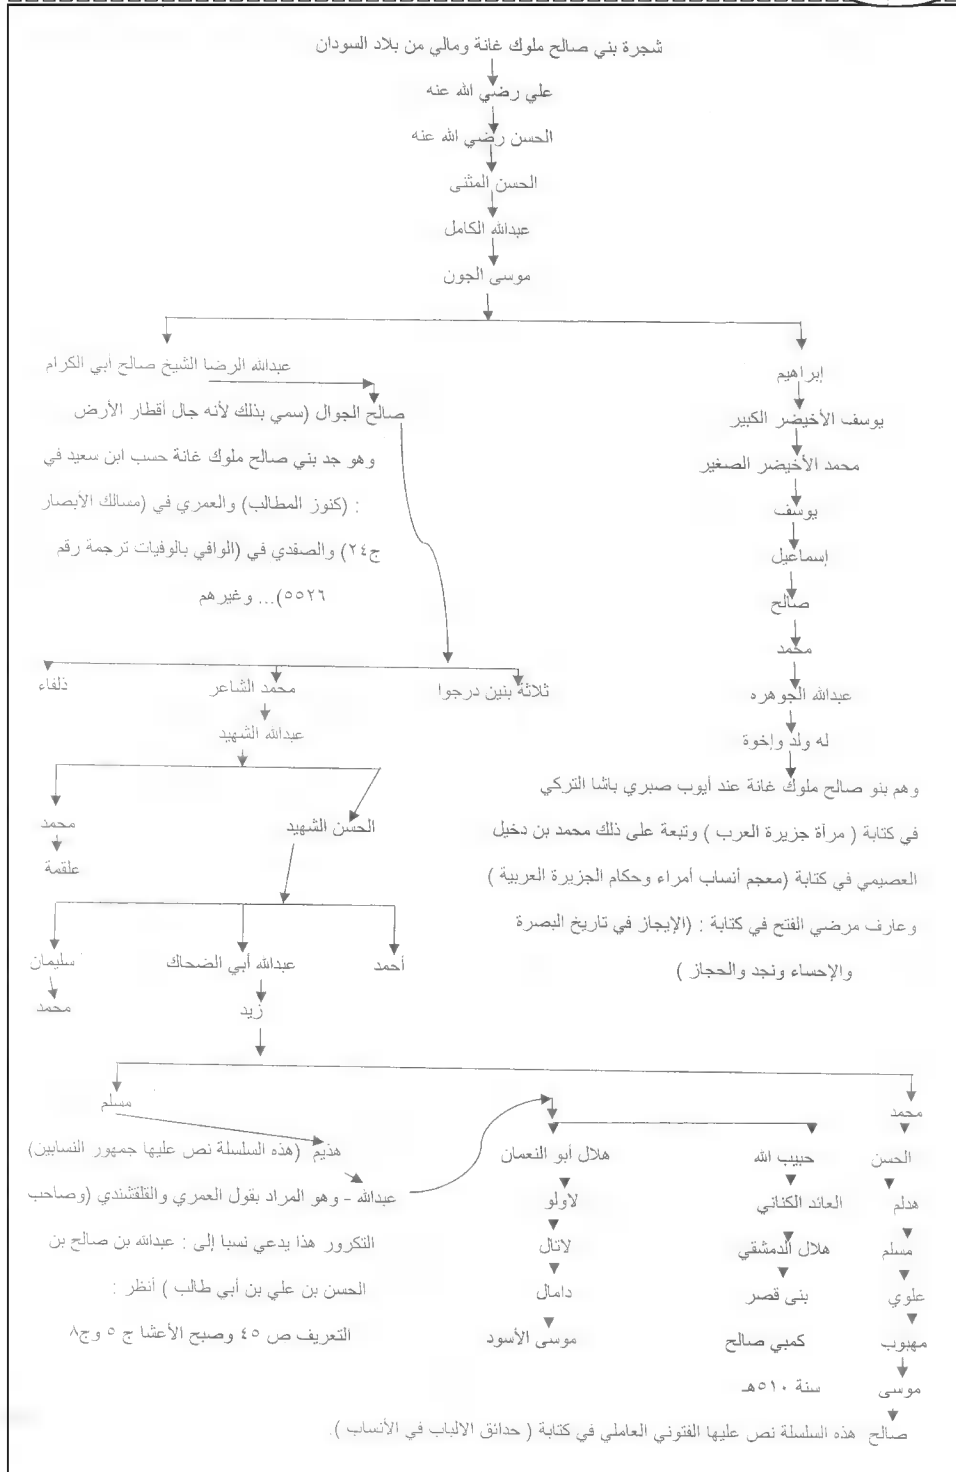 شجرة بني صالح ملوك غانة ومالي من بلاد السودان
علي رضي الله عنه
الحسن رضي الله عنه
الحسن المثنى
عبدالله الكامل
موسى الجون
إبراهيم
يوسف الأخيضر الكبير
محمد الأخيضر الصغير
يوسف
إسماعيل
صالح
محمد
عبدالله الجوهره
له ولد وإخوة
وهم بنو صالح ملوك غانة عند أيوب صبري باشا التركي
في كتابة ( مرآة جزيرة العرب ) وتبعة على ذلك محمد بن دخيل
العصيمي في كتابة (معجم أنساب أمراء وحكام الجزيرة العربية )
وعارف مرضي الفتح في كتابة : (الإيجاز في تاريخ البصرة
والإحساء ونجد والحجاز )
عبدالله الرضا الشيخ صالح أبي الكرام
صالح الجوال (سمي بذلك لأنه جال أقطار الأرض
وهو جد بني صالح ملوك غانة حسب ابن سعيد في
: (كنوز المطالب) والعمري في (مسالك الأبصار
ج٢٤) والصفدي في (الوافي بالوفيات ترجمة رقم
٥٥٢٦)... وغيرهم
ثلاثة بنين درجوا
محمد الشاعر
ذلفاء
عبدالله الشهيد
الحسن الشهيد
محمد
علقمة
أحمد
عبدالله أبي الضحاك
سليمان
زيد
محمد
محمد
مسلم
الحسن
هدلم
مسلم
علوي
مهبوب
موسى
صالح هذه السلسلة نص عليها الفتوني العاملي في كتابة ( حدائق الالباب في الأنساب ).
حبيب الله
العائد الكناني
هلال الدمشقي
بنى قصر
كمبي صالح
سنة ٥١٠هـ
هلال أبو النعمان
لاولو
لاتال
دامال
موسى الأسود
هذيم (هذه السلسلة نص عليها جمهور النسابين)
عبدالله - وهو المراد بقول العمري والقلقشندي (وصاحب
التكرور هذا يدعي نسبا إلى : عبدالله بن صالح بن
الحسن بن علي بن أبي طالب ) أنظر :
التعريف ص ٤٥ وصبح الأعشا ج ٥ وج٨